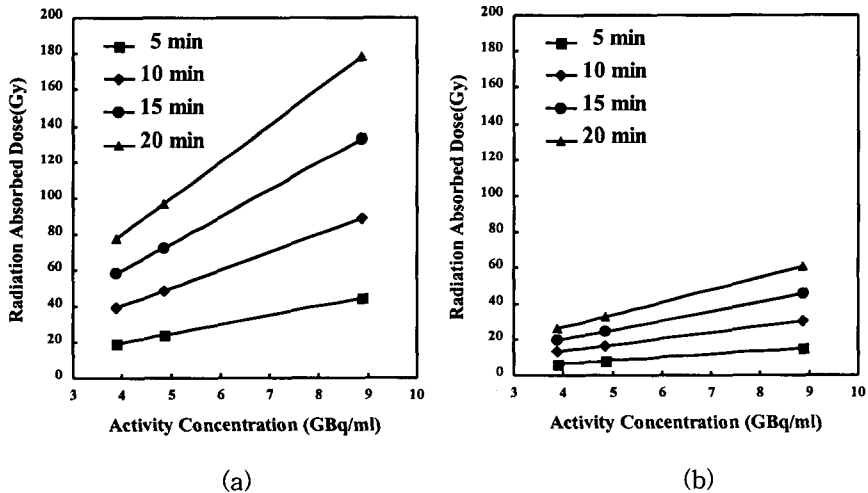 Radiation Absorbed Dose(Gy)
200
180
160
140
120
100
80
60
40
20
0
5 min
10 min
15 min
20 min
3 4 5 6 7 8 9 10
Activity Concentration (GBq/ml)
(a)
Radiation Absorbed Dose(Gy)
200
180
160
140
120
100
80
60
40
20
0
5 min
10 min
15 min
20 min
3 4 5 6 7 8 9 10
Activity Concentration (GBq/ml)
(b)